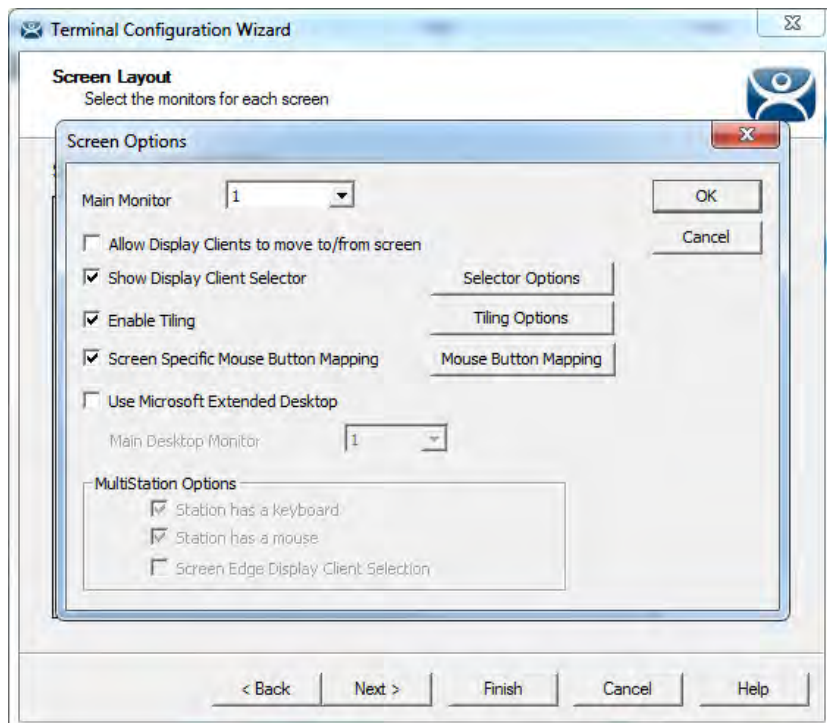 Terminal Configuration Wizard
Screen Layout
Select the monitors for each screen
Screen Options
Main Monitor 1 OK
Allow Display Clients to move to/from screen Cancel
Show Display Client Selector Selector Options
Enable Tiling Tiling Options
Screen Specific Mouse Button Mapping Mouse Button Mapping
Use Microsoft Extended Desktop
Main Desktop Monitor 1
MultiStation Options
Station has a keyboard
Station has a mouse
Screen Edge Display Client Selection
< Back Next > Finish Cancel Help